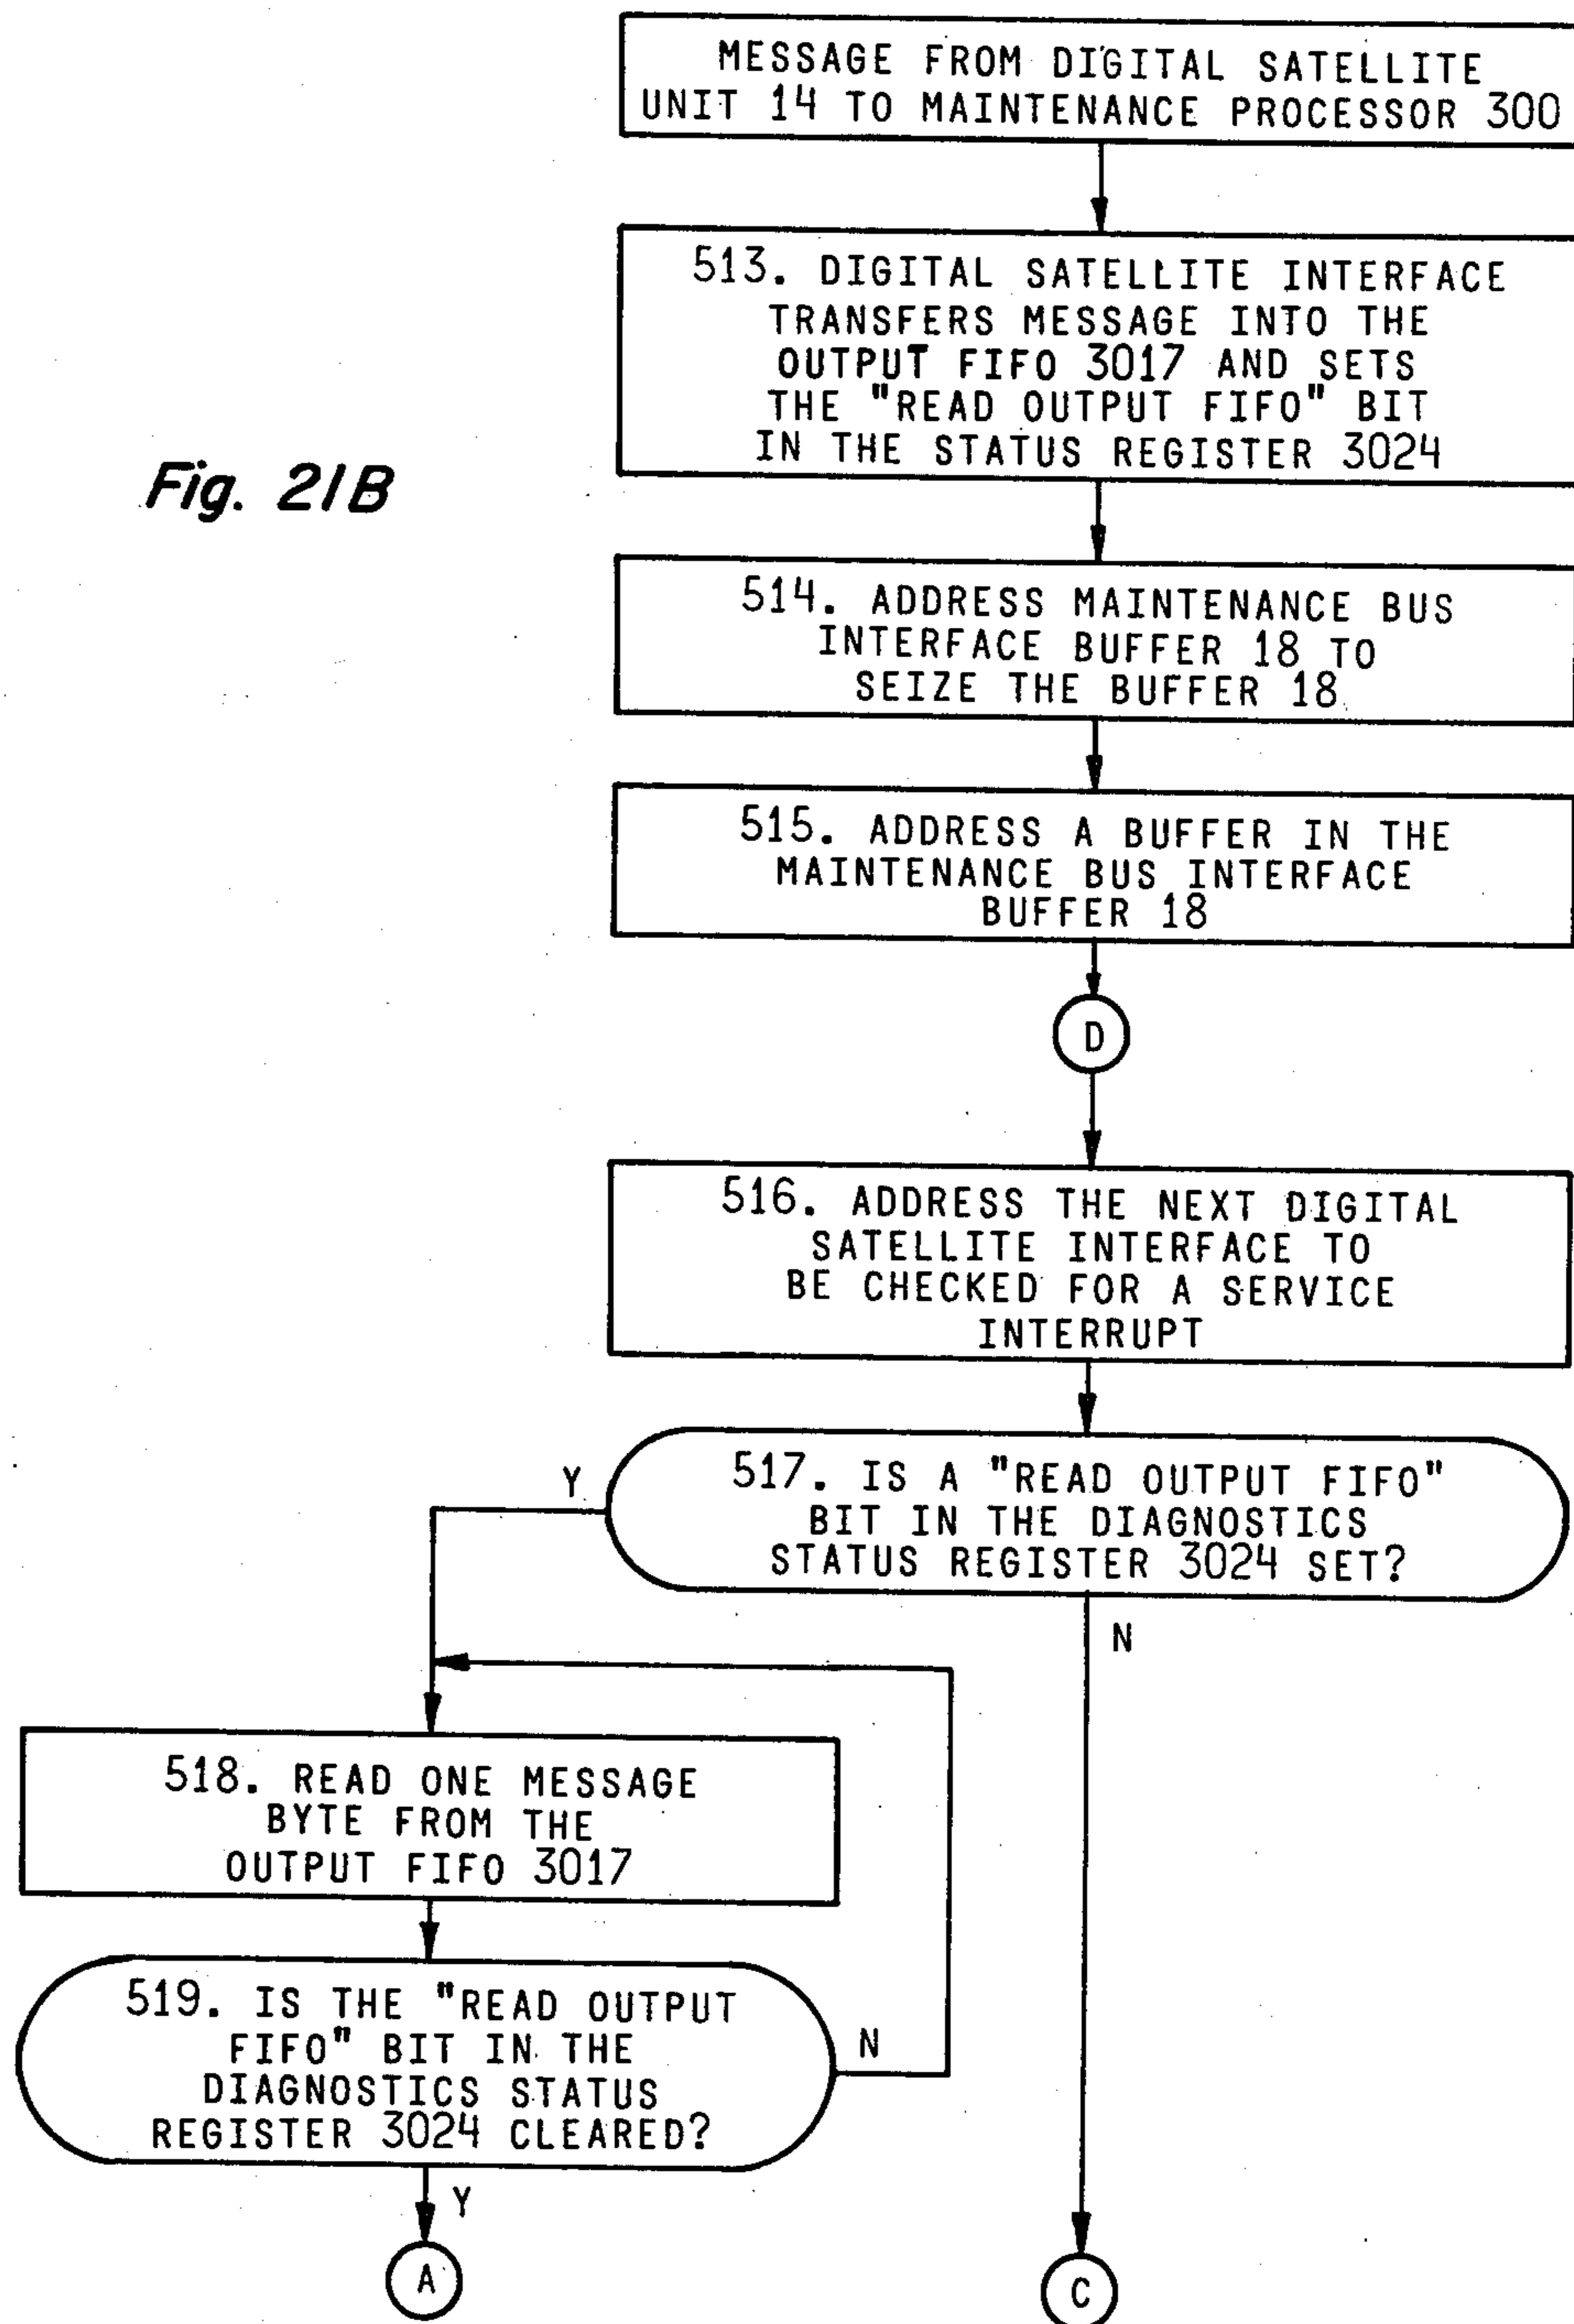 MESSAGE FROM DIGITAL SATELLITE
UNIT 14 TO MAINTENANCE PROCESSOR 300
513. DIGITAL SATELLITE INTERFACE
TRANSFERS MESSAGE INTO THE
OUTPUT FIFO 3017 AND SETS
THE "READ OUTPUT FIFO" BIT
IN THE STATUS REGISTER 3024
Fig. 21B
514. ADDRESS MAINTENANCE BUS
INTERFACE BUFFER 18 TO
SEIZE THE BUFFER 18
515. ADDRESS A BUFFER IN THE
MAINTENANCE BUS INTERFACE
BUFFER 18
D
516. ADDRESS THE NEXT DIGITAL
SATELLITE INTERFACE TO
BE CHECKED FOR A SERVICE
INTERRUPT
517. IS A "READ OUTPUT FIFO"
BIT IN THE DIAGNOSTICS
STATUS REGISTER 3024 SET?
Y
N
518. READ ONE MESSAGE
BYTE FROM THE
OUTPUT FIFO 3017
519. IS THE "READ OUTPUT
FIFO" BIT IN THE
DIAGNOSTICS STATUS
REGISTER 3024 CLEARED?
N
Y
A
C